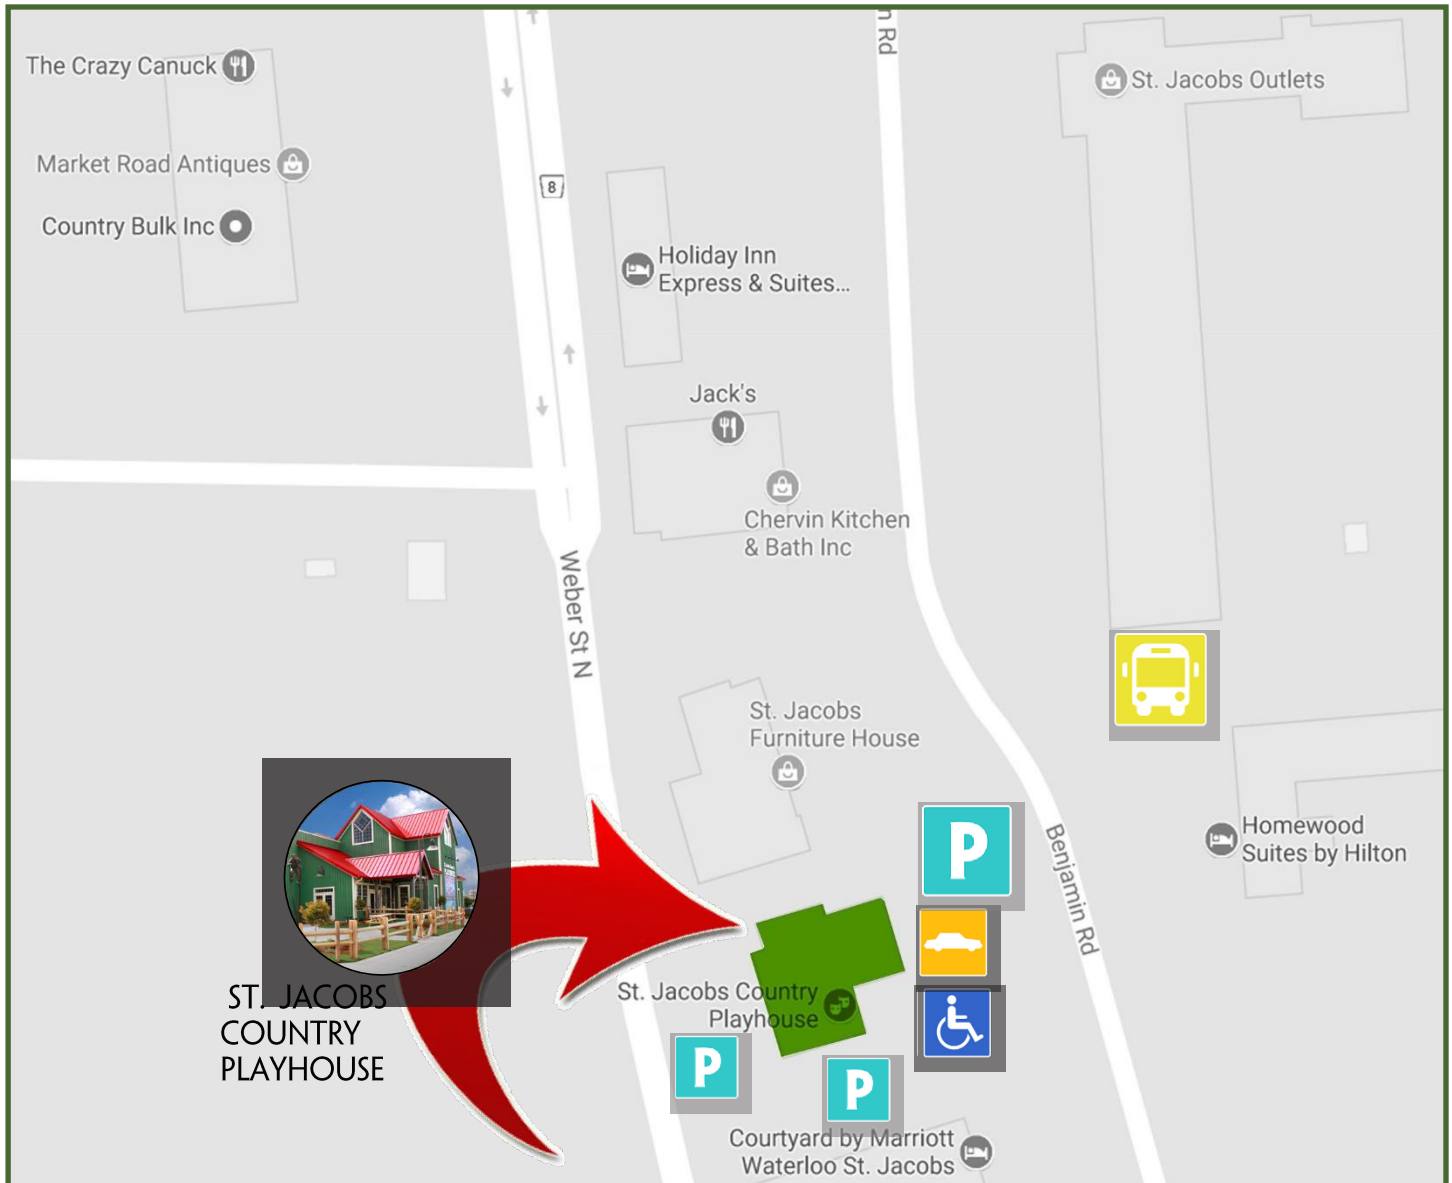 n Rd
The Crazy Canuck
St. Jacobs Outlets
Market Road Antiques
8
Country Bulk Inc
Holiday Inn
Express & Suites...
Jack's
Chervin Kitchen
& Bath Inc
Weber St N
St. Jacobs
Furniture House
P
Homewood
Suites by Hilton
Benjamin Rd
ST. JACOBS
COUNTRY
PLAYHOUSE
St. Jacobs Country
Playhouse
P
P
Courtyard by Marriott
Waterloo St. Jacobs